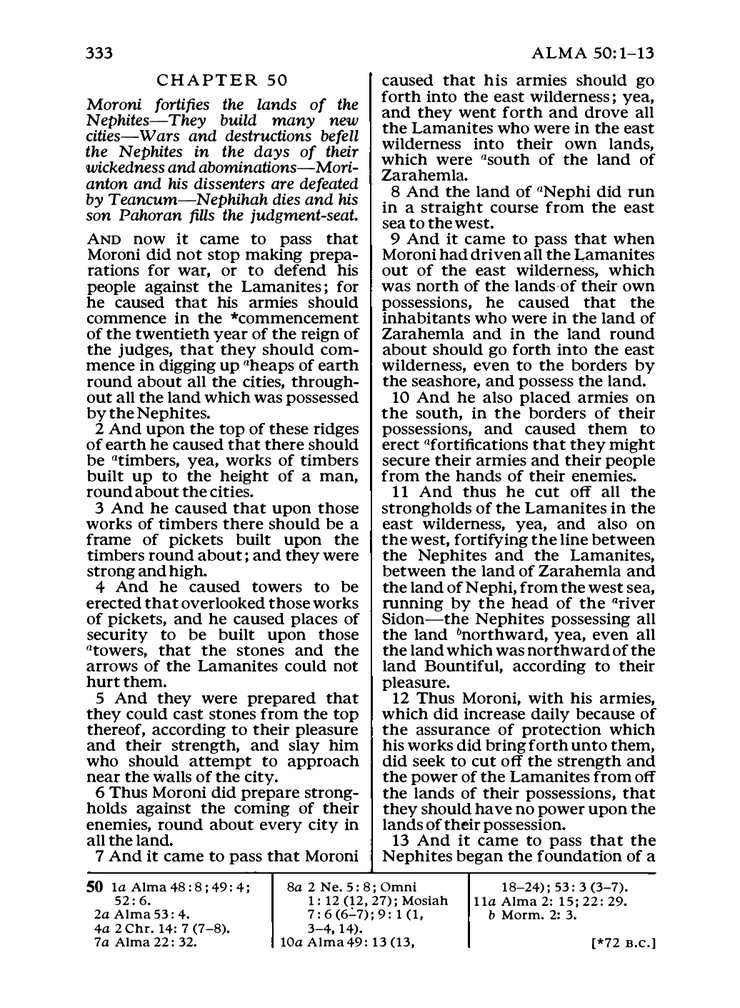 333
ALMA 50:1–13
CHAPTER 50
Moroni fortifies the lands of the
Nephites—They build many new
cities—Wars and destructions befell
the Nephites in the days of their
wickedness and abominations—Mori-
anton and his dissenters are defeated
by Teancum—Nephihah dies and his
son Pahoran fills the judgment-seat.
AND now it came to pass that
Moroni did not stop making prepa-
rations for war, or to defend his
people against the Lamanites; for
he caused that his armies should
commence in the *commencement
of the twentieth year of the reign of
the judges, that they should com-
mence in digging up aheaps of earth
round about all the cities, through-
out all the land which was possessed
by the Nephites.
2 And upon the top of these ridges
of earth he caused that there should
be atimbers, yea, works of timbers
built up to the height of a man,
round about the cities.
3 And he caused that upon those
works of timbers there should be a
frame of pickets built upon the
timbers round about; and they were
strong and high.
4 And he caused towers to be
erected that overlooked those works
of pickets, and he caused places of
security to be built upon those
atowers, that the stones and the
arrows of the Lamanites could not
hurt them.
5 And they were prepared that
they could cast stones from the top
thereof, according to their pleasure
and their strength, and slay him
who should attempt to approach
near the walls of the city.
6 Thus Moroni did prepare strong-
holds against the coming of their
enemies, round about every city in
all the land.
7 And it came to pass that Moroni
caused that his armies should go
forth into the east wilderness; yea,
and they went forth and drove all
the Lamanites who were in the east
wilderness into their own lands,
which were asouth of the land of
Zarahemla.
8 And the land of aNephi did run
in a straight course from the east
sea to the west.
9 And it came to pass that when
Moroni had driven all the Lamanites
out of the east wilderness, which
was north of the lands of their own
possessions, he caused that the
inhabitants who were in the land of
Zarahemla and in the land round
about should go forth into the east
wilderness, even to the borders by
the seashore, and possess the land.
10 And he also placed armies on
the south, in the borders of their
possessions, and caused them to
erect afortifications that they might
secure their armies and their people
from the hands of their enemies.
11 And thus he cut off all the
strongholds of the Lamanites in the
east wilderness, yea, and also on
the west, fortifying the line between
the Nephites and the Lamanites,
between the land of Zarahemla and
the land of Nephi, from the west sea,
running by the head of the ariver
Sidon—the Nephites possessing all
the land bnorthward, yea, even all
the land which was northward of the
land Bountiful, according to their
pleasure.
12 Thus Moroni, with his armies,
which did increase daily because of
the assurance of protection which
his works did bring forth unto them,
did seek to cut off the strength and
the power of the Lamanites from off
the lands of their possessions, that
they should have no power upon the
lands of their possession.
13 And it came to pass that the
Nephites began the foundation of a
50 1a Alma 48:8; 49:4;
52:6.
2a Alma 53:4.
4a 2 Chr. 14:7 (7–8).
7a Alma 22:32.
8a 2 Ne. 5:8; Omni
1:12 (12, 27); Mosiah
7:6 (6–7); 9:1 (1,
3–4, 14).
10a Alma 49:13 (13,
18–24); 53:3 (3–7).
11a Alma 2:15; 22:29.
b Morm. 2:3.
[*72 B.C.]